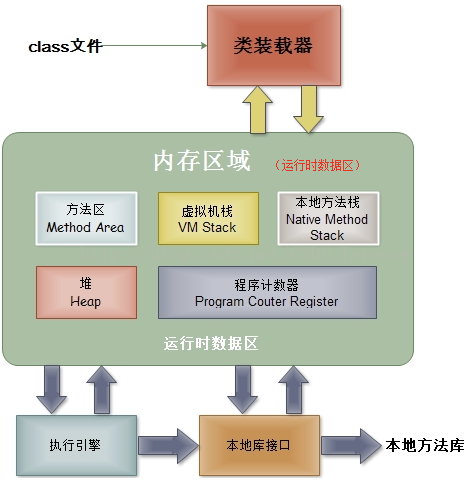 class文件
类装载器
内存区域
（运行时数据区）
方法区
Method Area
虚拟机栈
VM Stack
本地方法栈
Native Method
Stack
堆
Heap
程序计数器
Program Couter Register
运行时数据区
执行引擎
本地库接口
本地方法库